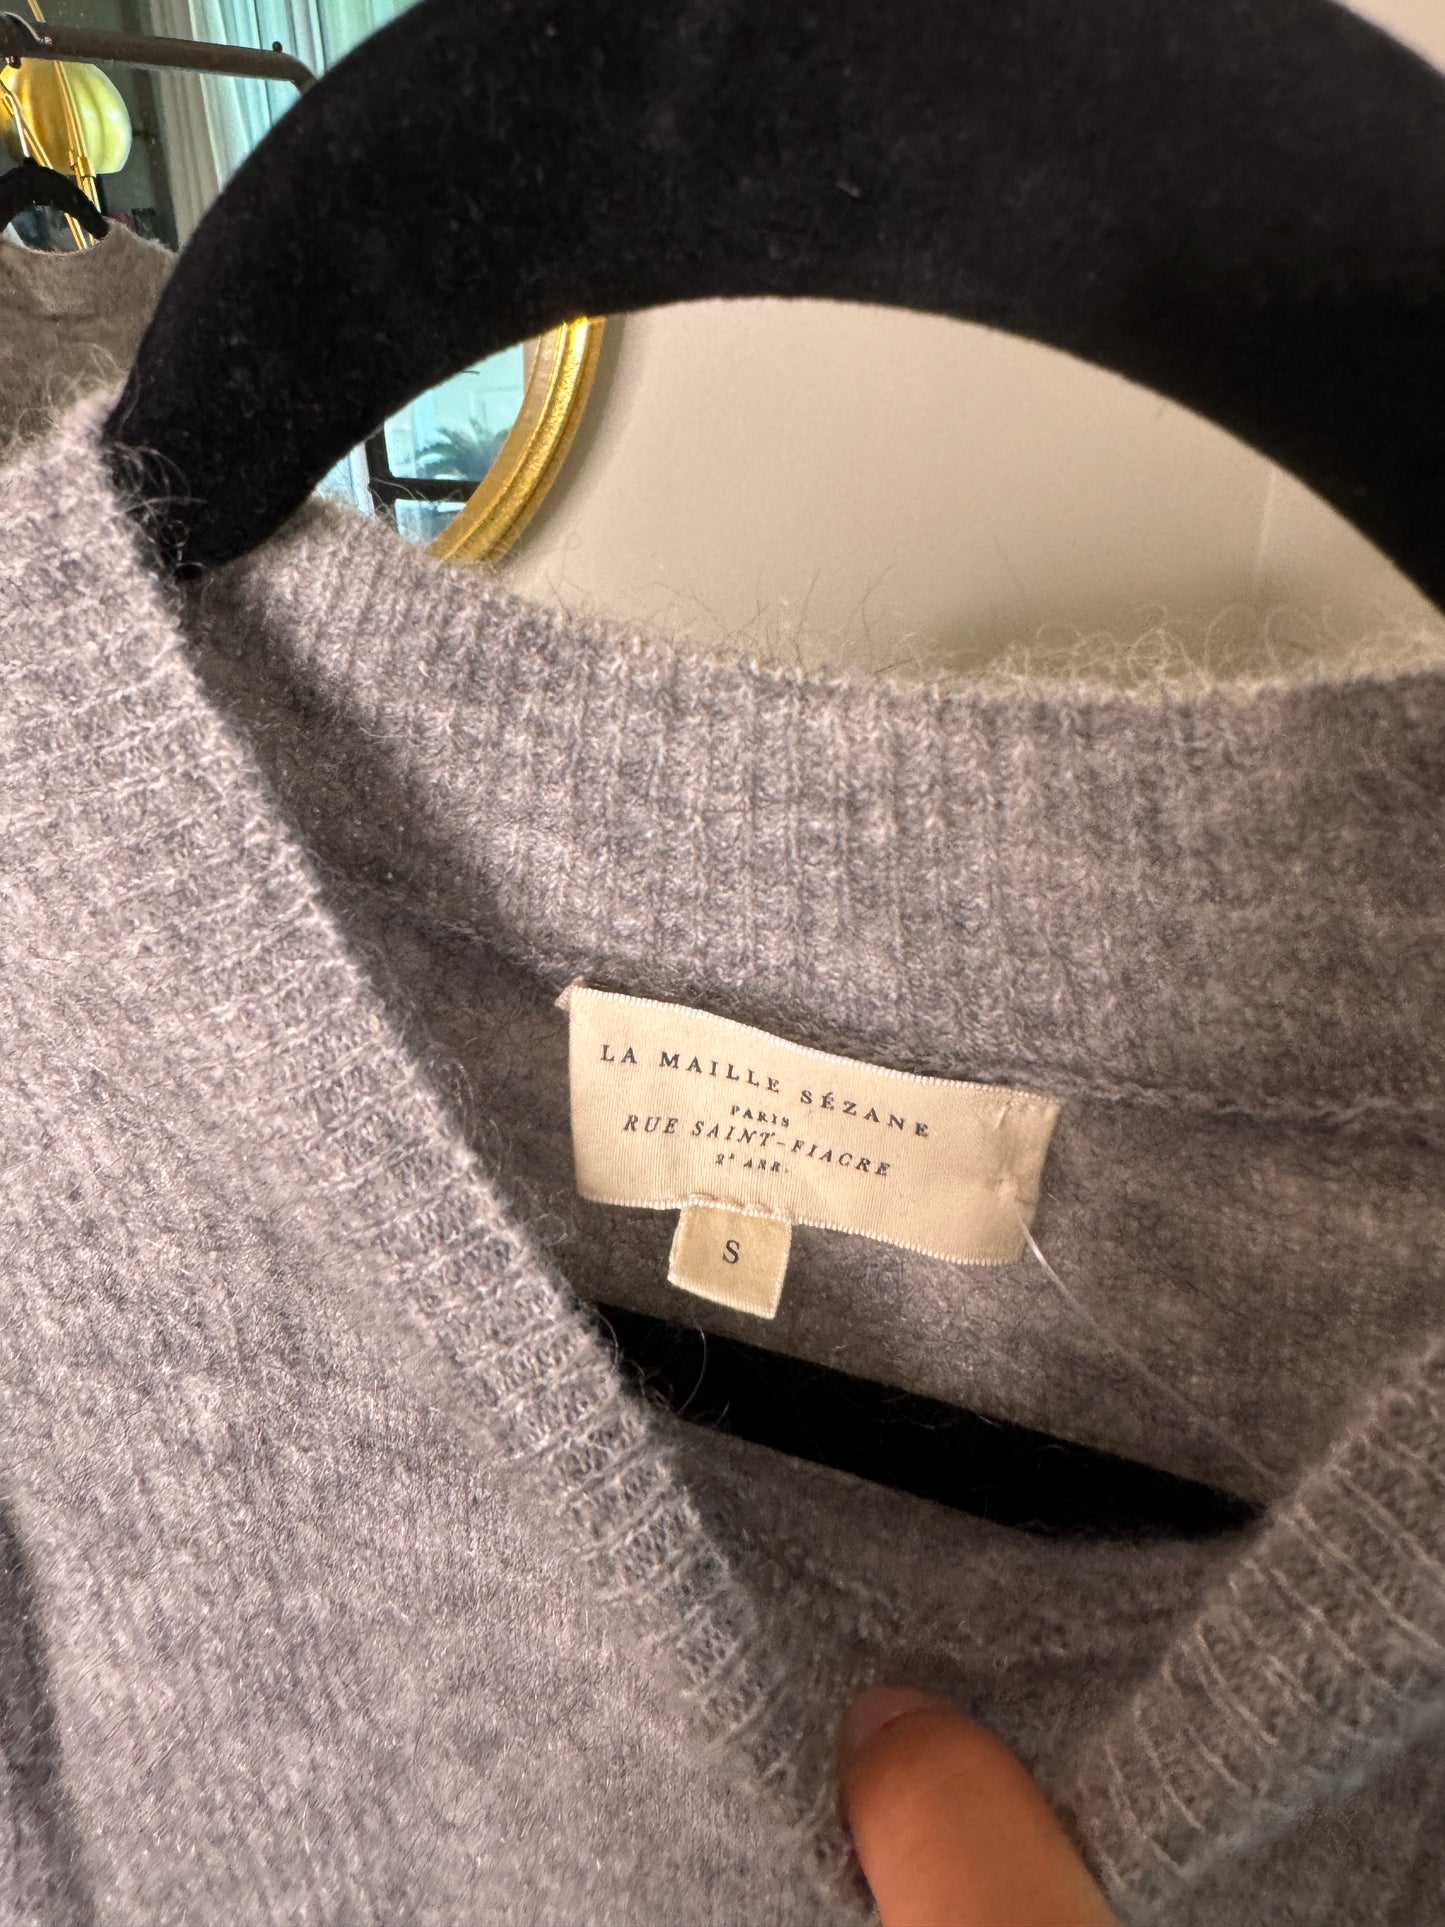 LA MAILLE SÉZANE
PARIS
RUE SAINT-FIACRE
2e ARR.
S